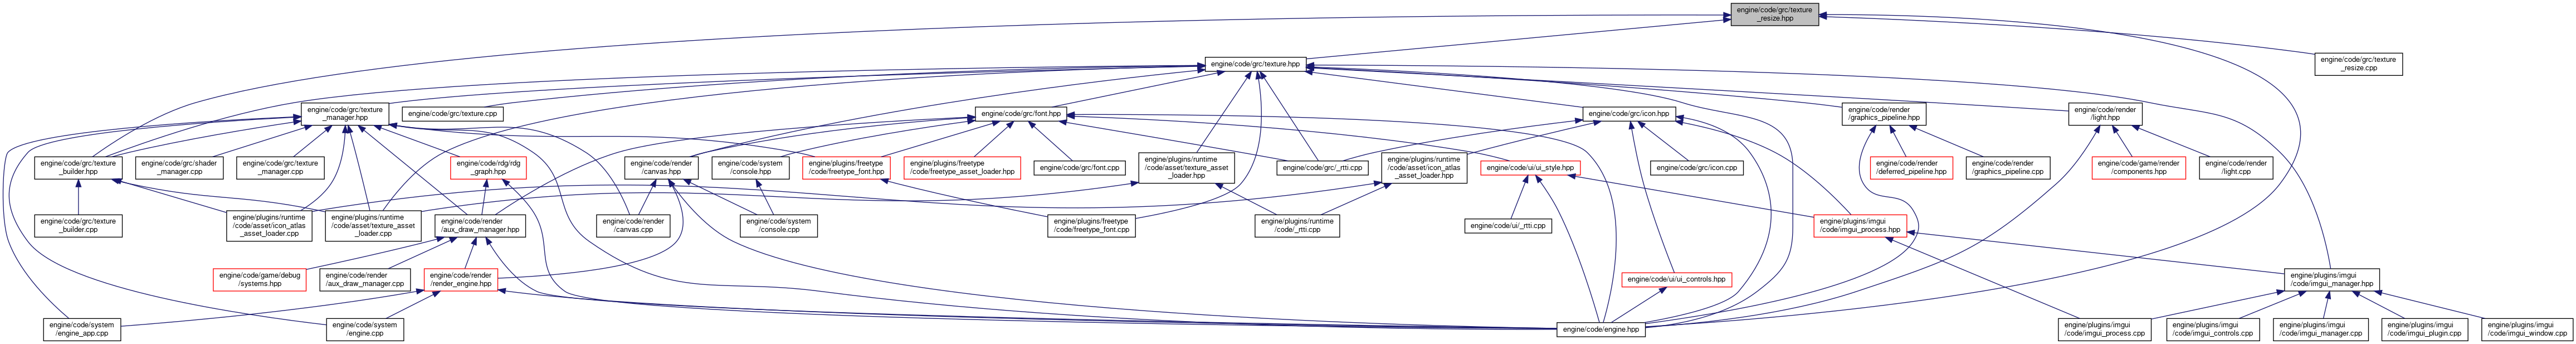 engine/code/grc/texture
_resize.hpp
engine/code/grc/texture.hpp
engine/code/grc/texture
_resize.cpp
engine/code/grc/texture
_manager.hpp
engine/code/grc/texture.cpp
engine/code/grc/font.hpp
engine/code/grc/icon.hpp
engine/code/render
/graphics_pipeline.hpp
engine/code/render
/light.hpp
engine/code/grc/texture
_builder.hpp
engine/code/grc/shader
_manager.cpp
engine/code/grc/texture
_manager.cpp
engine/code/rdg/rdg
_graph.hpp
engine/code/render
/canvas.hpp
engine/code/system
/console.hpp
engine/plugins/freetype
/code/freetype_font.hpp
engine/plugins/freetype
/code/freetype_asset_loader.hpp
engine/code/grc/font.cpp
engine/plugins/runtime
/code/asset/texture_asset
_loader.hpp
engine/code/grc/_rtti.cpp
engine/plugins/runtime
/code/asset/icon_atlas
_asset_loader.hpp
engine/code/ui/ui_style.hpp
engine/code/grc/icon.cpp
engine/code/render
/deferred_pipeline.hpp
engine/code/render
/graphics_pipeline.cpp
engine/code/game/render
/components.hpp
engine/code/render
/light.cpp
engine/code/grc/texture
_builder.cpp
engine/plugins/runtime
/code/asset/icon_atlas
_asset_loader.cpp
engine/plugins/runtime
/code/asset/texture_asset
_loader.cpp
engine/code/render
/aux_draw_manager.hpp
engine/code/render
/canvas.cpp
engine/code/system
/console.cpp
engine/plugins/freetype
/code/freetype_font.cpp
engine/plugins/runtime
/code/_rtti.cpp
engine/code/ui/_rtti.cpp
engine/plugins/imgui
/code/imgui_process.hpp
engine/code/game/debug
/systems.hpp
engine/code/render
/aux_draw_manager.cpp
engine/code/render
/render_engine.hpp
engine/code/ui/ui_controls.hpp
engine/plugins/imgui
/code/imgui_manager.hpp
engine/code/system
/engine_app.cpp
engine/code/system
/engine.cpp
engine/code/engine.hpp
engine/plugins/imgui
/code/imgui_process.cpp
engine/plugins/imgui
/code/imgui_controls.cpp
engine/plugins/imgui
/code/imgui_manager.cpp
engine/plugins/imgui
/code/imgui_plugin.cpp
engine/plugins/imgui
/code/imgui_window.cpp